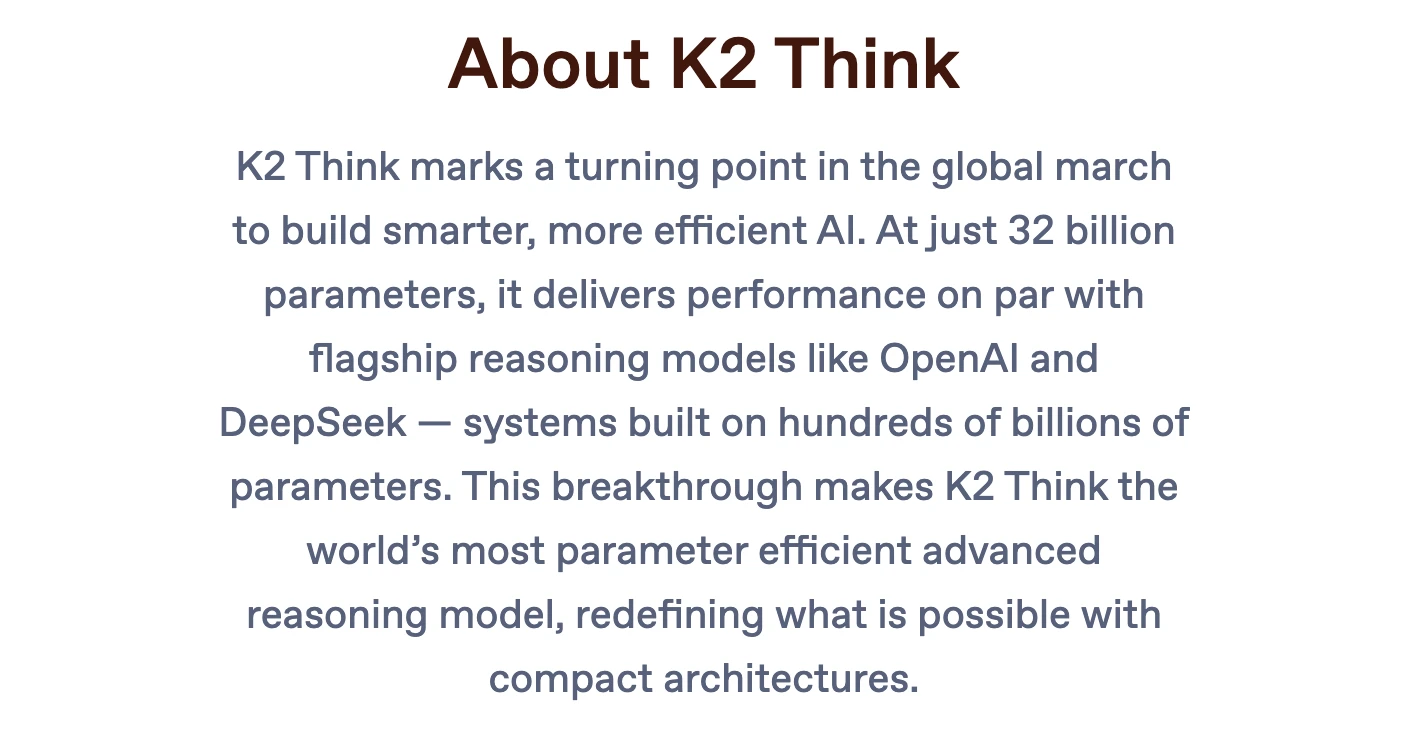 About K2 Think
K2 Think marks a turning point in the global march
to build smarter, more efficient AI. At just 32 billion
parameters, it delivers performance on par with
flagship reasoning models like OpenAI and
DeepSeek — systems built on hundreds of billions of
parameters. This breakthrough makes K2 Think the
world’s most parameter efficient advanced
reasoning model, redefining what is possible with
compact architectures.